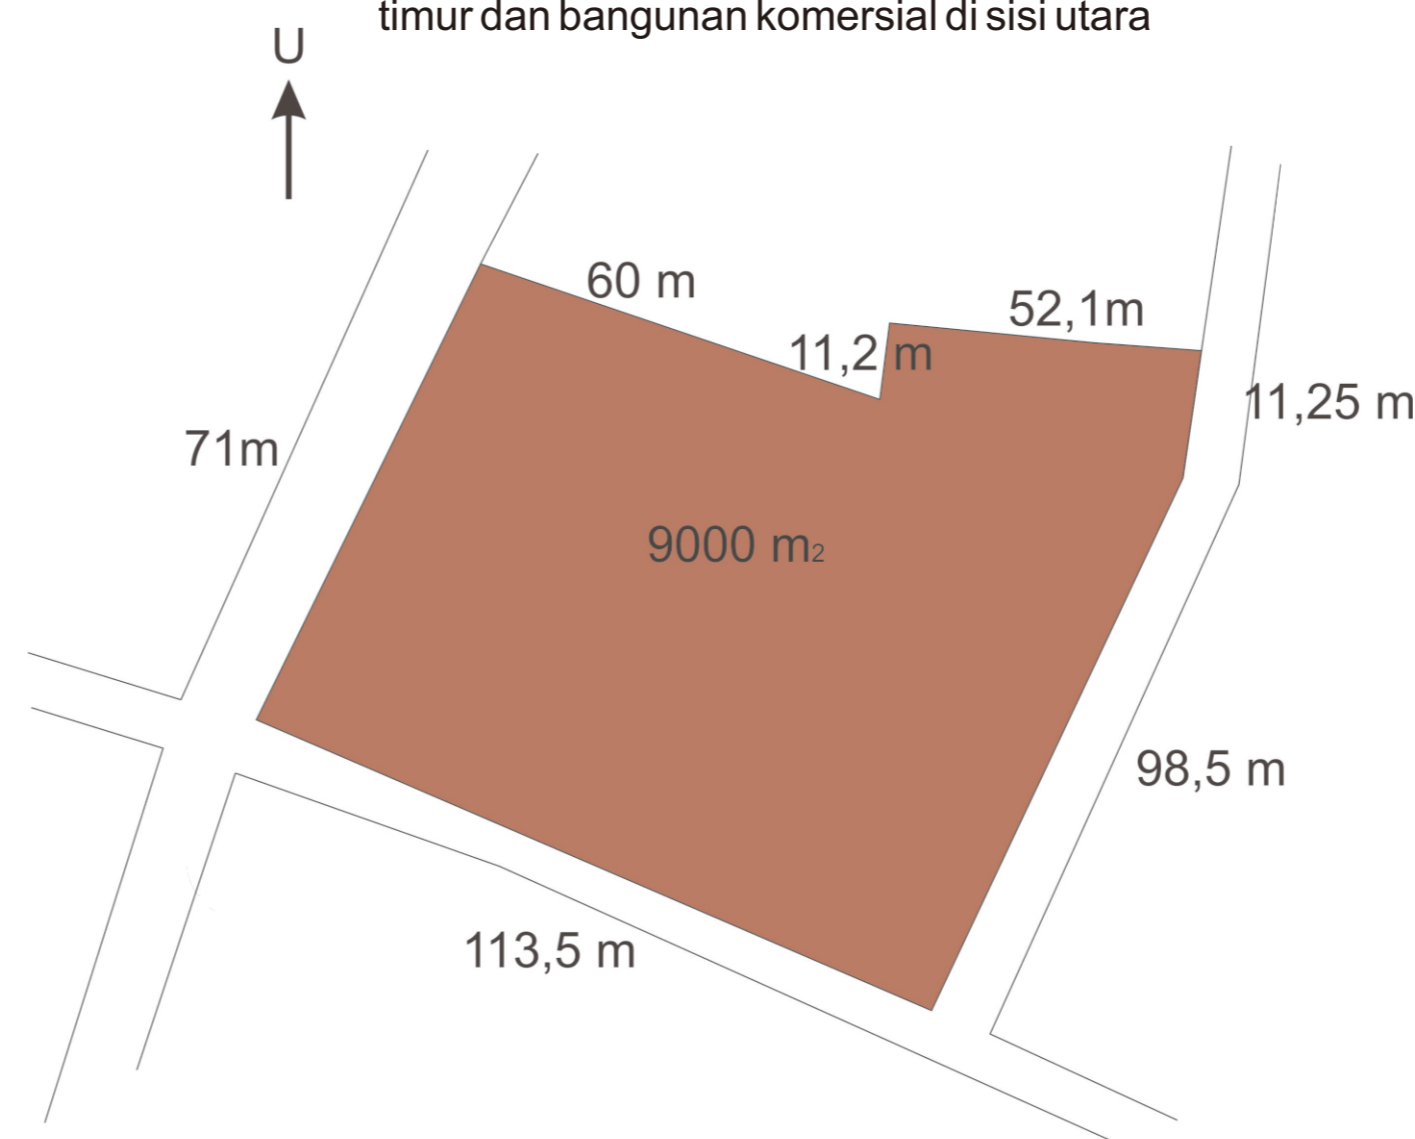 timur dan bangunan komersial di sisi utara
U
60 m
52,1m
11,2 m
11,25 m
71m
9000 m2
98,5 m
113,5 m